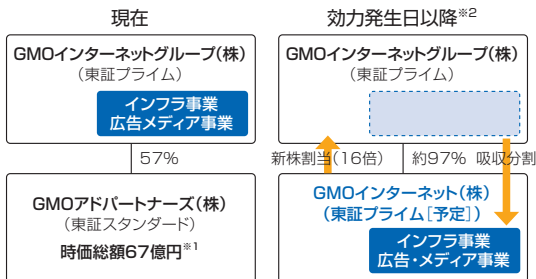 現在
GMOインターネットグループ(株)
(東証プライム)
インフラ事業
広告メディア事業
57%
GMOアドパートナーズ(株)
(東証スタンダード)
時価総額67億円※1
効力発生日以降※2
GMOインターネットグループ(株)
(東証プライム)
新株割当(16倍) 約97% 吸収分割
GMOインターネット(株)
(東証プライム[予定])
インフラ事業
広告・メディア事業